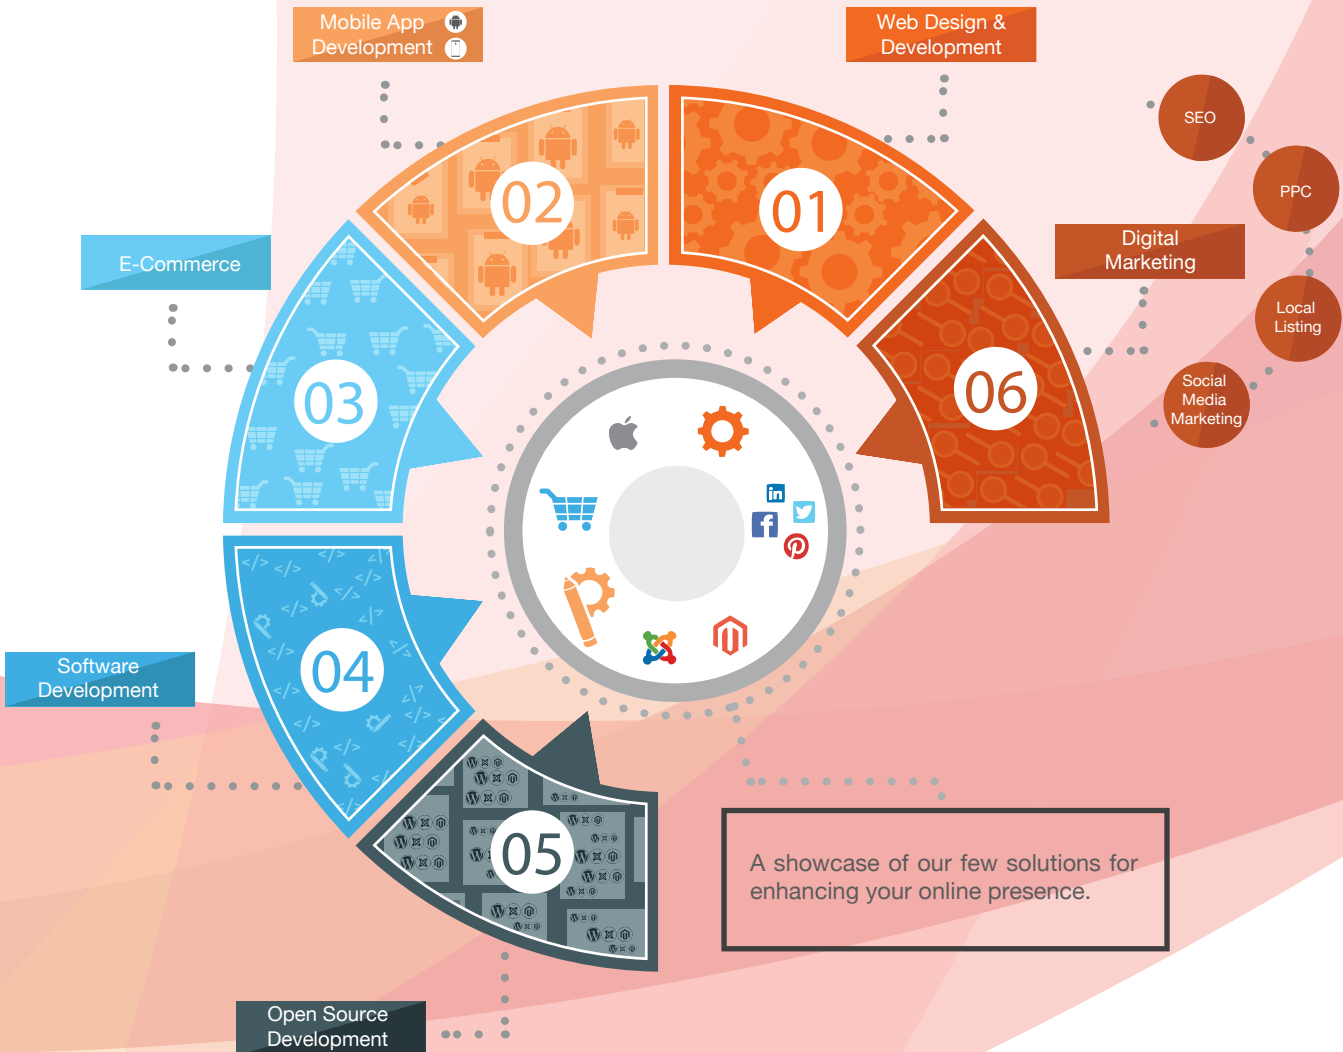 Mobile App
Development
Web Design &
Development
SEO
PPC
Digital
Marketing
Local
Listing
Social
Media
Marketing
E-Commerce
Software
Development
Open Source
Development
02
01
03
06
04
05
in
f
A showcase of our few solutions for
enhancing your online presence.